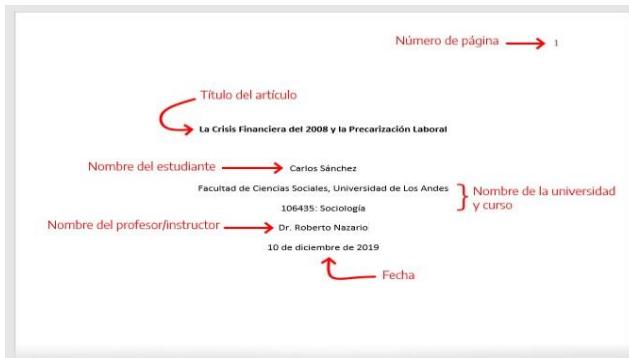 Número de página 1
Título del artículo
La Crisis Financiera del 2008 y la Precarización Laboral
Nombre del estudiante Carlos Sánchez
Facultad de Ciencias Sociales, Universidad de Los Andes
Nombre de la universidad
y curso
106435: Sociología
Nombre del profesor/instructor Dr. Roberto Nazario
10 de diciembre de 2019
Fecha